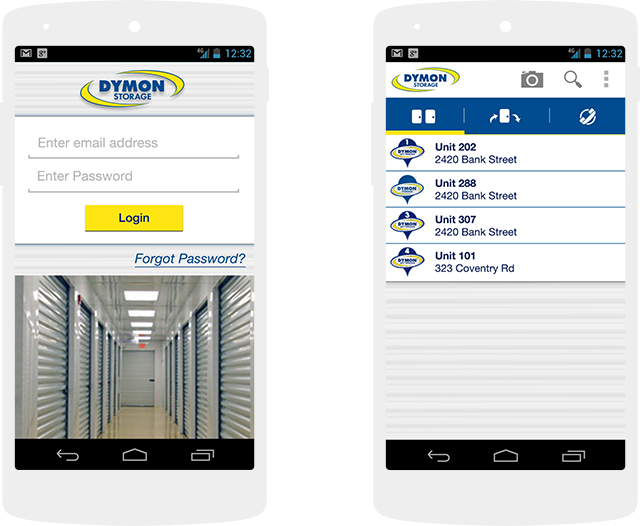 4G 12:32
DYMON
STORAGE
Enter email address
Enter Password
Login
Forgot Password?
4G 12:32
DYMON
STORAGE
1
DYMON
Unit 202
2420 Bank Street
DYMON
Unit 288
2420 Bank Street
3
DYMON
Unit 307
2420 Bank Street
4
DYMON
Unit 101
323 Coventry Rd